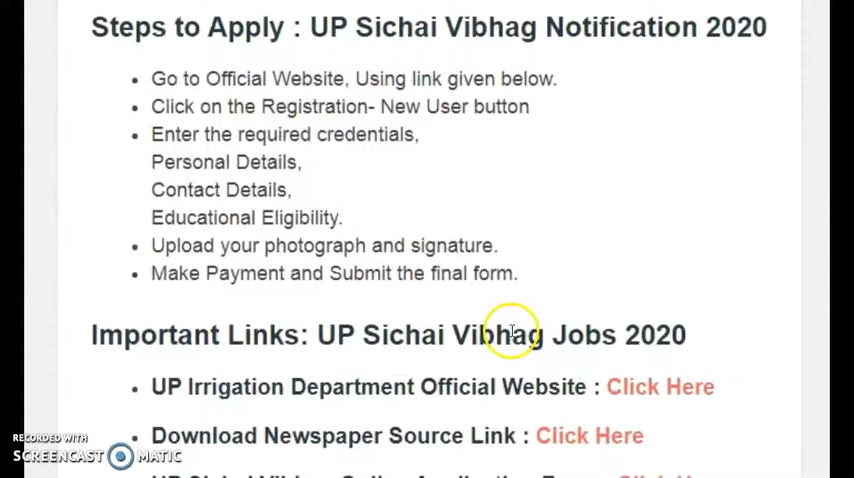 Steps to Apply : UP Sichai Vibhag Notification 2020
Go to Official Website, Using link given below.
Click on the Registration- New User button
Enter the required credentials,
Personal Details,
Contact Details,
Educational Eligibility.
Upload your photograph and signature.
Make Payment and Submit the final form.
Important Links: UP Sichai Vibhag Jobs 2020
UP Irrigation Department Official Website : Click Here
Download Newspaper Source Link : Click Here
RECORDED WITH
SCREENCAST MATIC